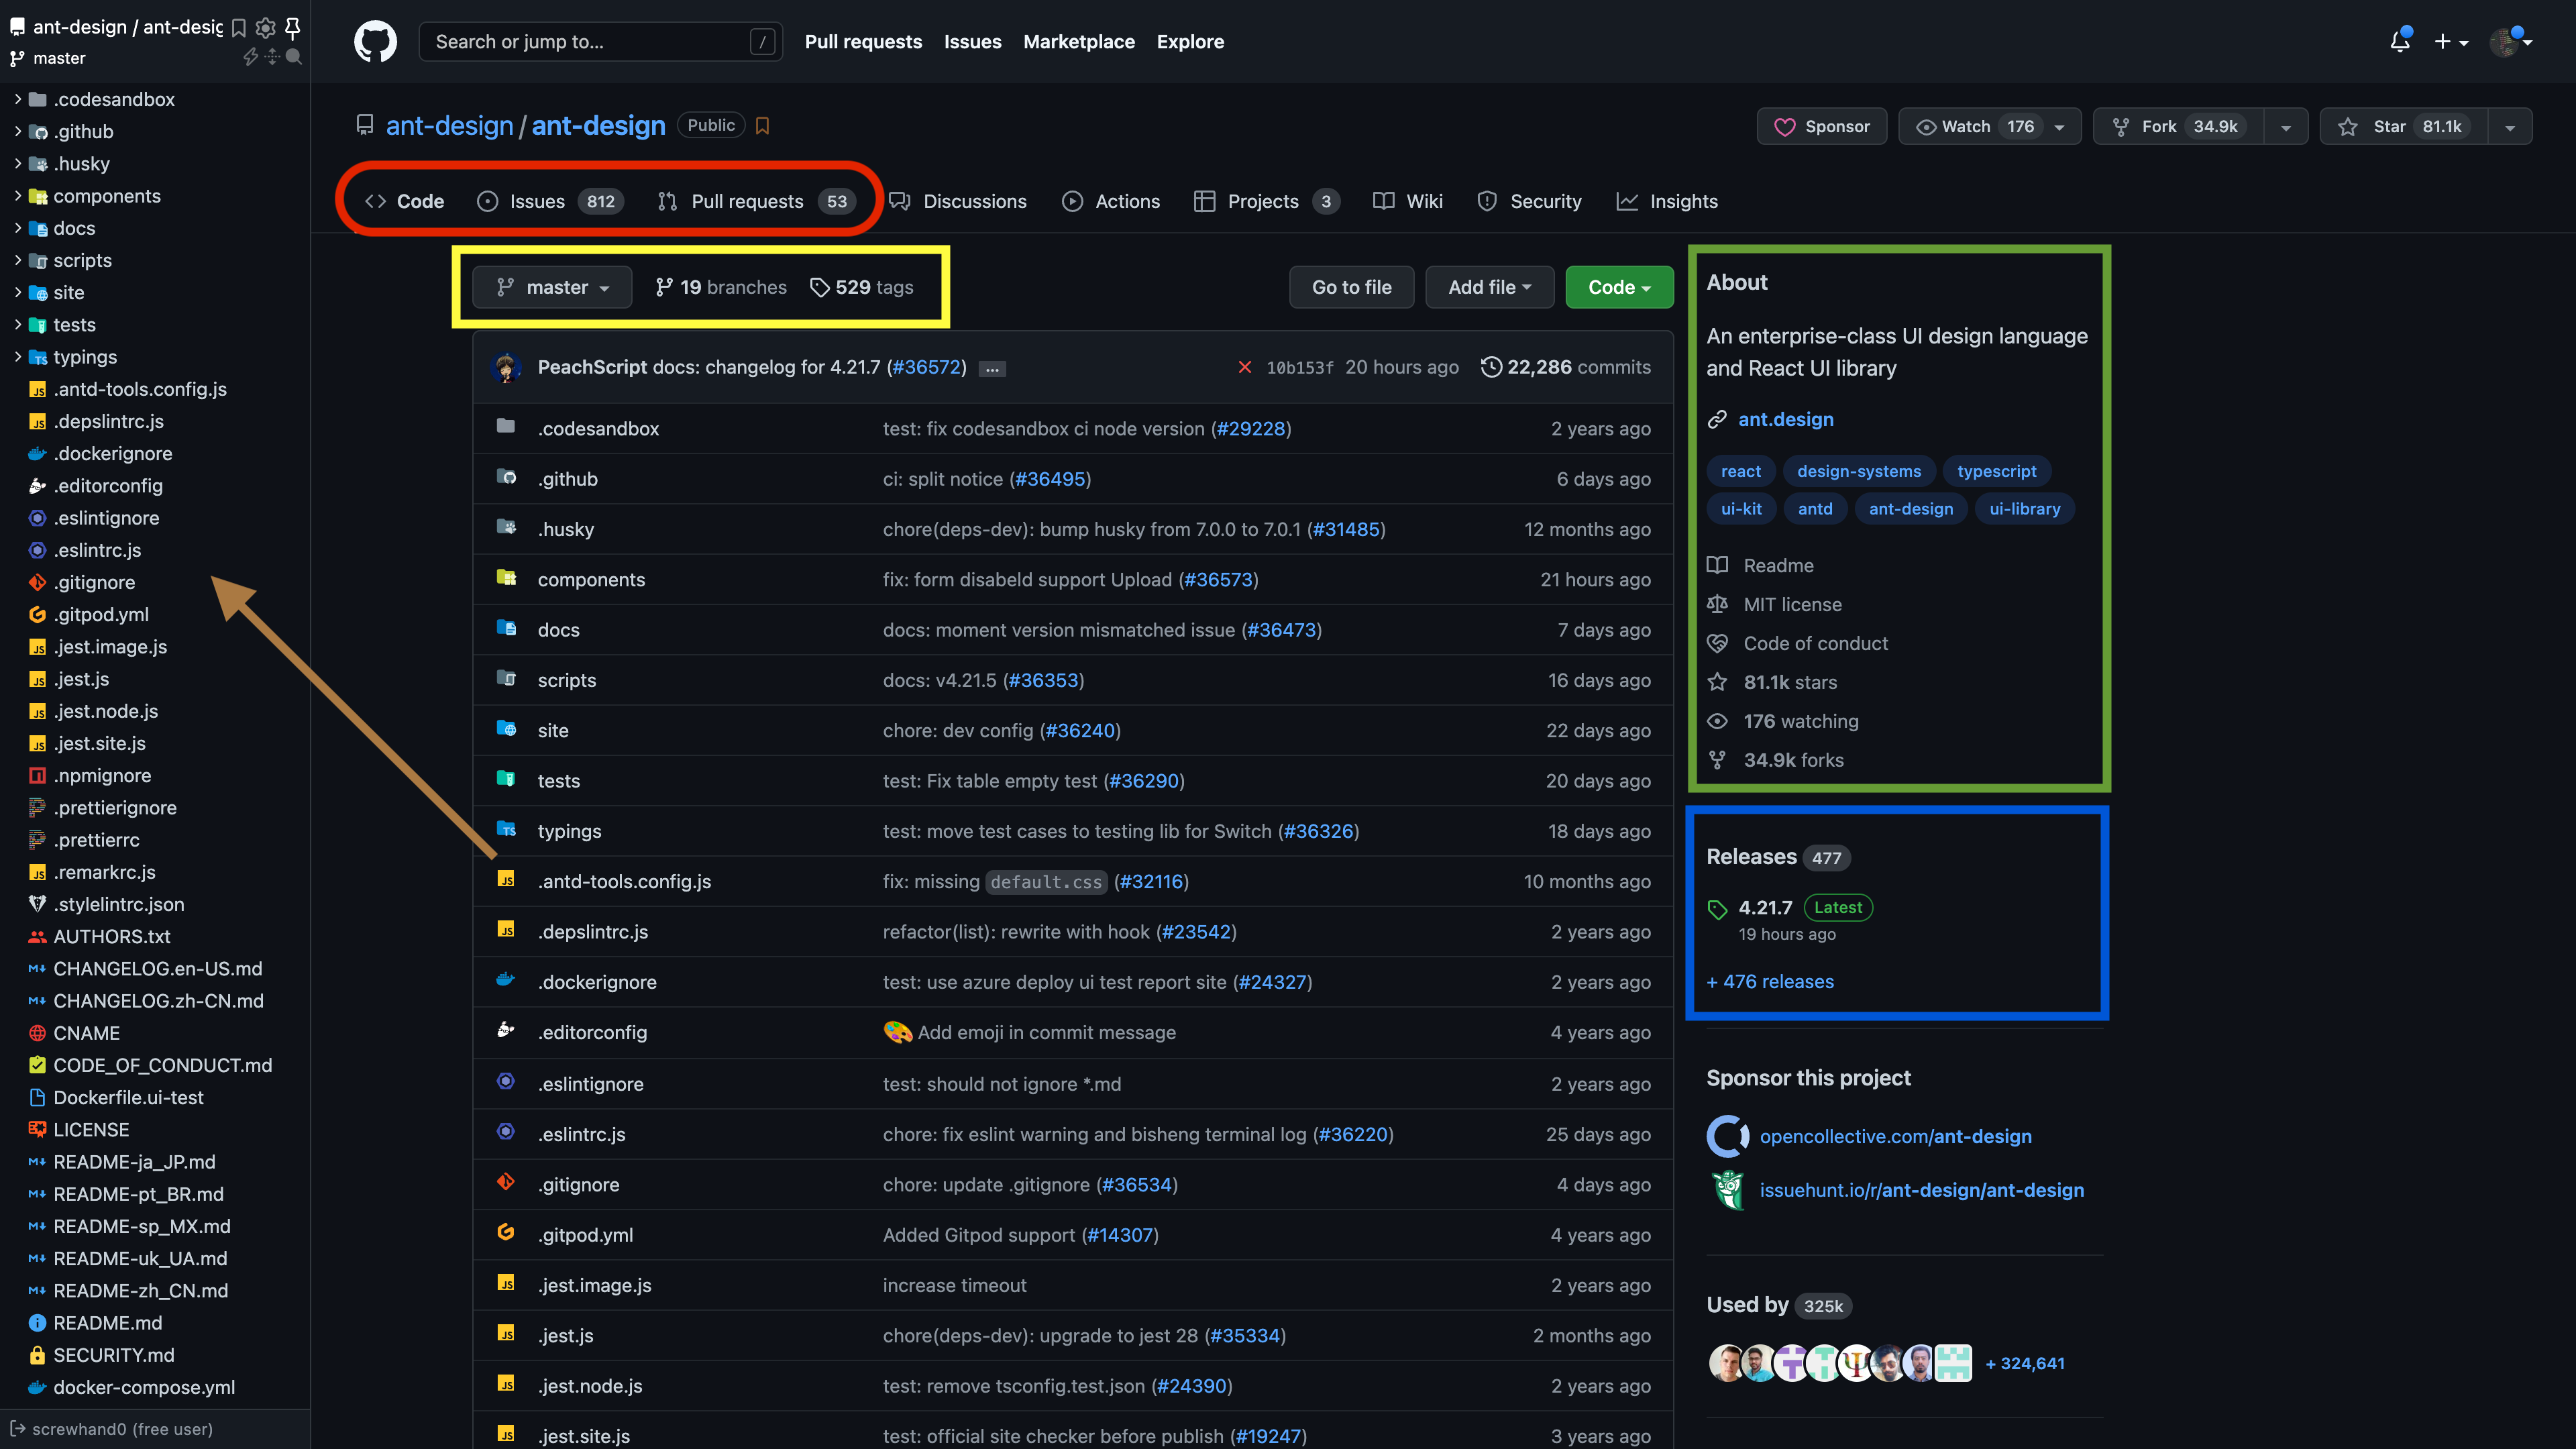 ant-design / ant-desig
master
.codesandbox
.github
.husky
components
docs
scripts
site
tests
typings
.antd-tools.config.js
.depslintrc.js
.dockerignore
.editorconfig
.eslintignore
.eslintrc.js
.gitignore
.gitpod.yml
.jest.image.js
.jest.js
.jest.node.js
.jest.site.js
.npmignore
.prettierignore
.prettierrc
.remarkrc.js
.stylelintrc.json
AUTHORS.txt
CHANGELOG.en-US.md
CHANGELOG.zh-CN.md
CNAME
CODE_OF_CONDUCT.md
Dockerfile.ui-test
LICENSE
README-ja_JP.md
README-pt_BR.md
README-sp_MX.md
README-uk_UA.md
README-zh_CN.md
README.md
SECURITY.md
docker-compose.yml
screwhand0 (free user)
Search or jump to... / Pull requests Issues Marketplace Explore
ant-design / ant-design Public Sponsor Watch 176 Fork 34.9k Star 81.1k
Code Issues 812 Pull requests 53 Discussions Actions Projects 3 Wiki Security Insights
master 19 branches 529 tags Go to file Add file Code
PeachScript docs: changelog for 4.21.7 (#36572) ... 10b153f 20 hours ago 22,286 commits
.codesandbox test: fix codesandbox ci node version (#29228) 2 years ago
.github ci: split notice (#36495) 6 days ago
.husky chore(deps-dev): bump husky from 7.0.0 to 7.0.1 (#31485) 12 months ago
components fix: form disabeld support Upload (#36573) 21 hours ago
docs docs: moment version mismatched issue (#36473) 7 days ago
scripts docs: v4.21.5 (#36353) 16 days ago
site chore: dev config (#36240) 22 days ago
tests test: Fix table empty test (#36290) 20 days ago
typings test: move test cases to testing lib for Switch (#36326) 18 days ago
.antd-tools.config.js fix: missing default.css (#32116) 10 months ago
.depslintrc.js refactor(list): rewrite with hook (#23542) 2 years ago
.dockerignore test: use azure deploy ui test report site (#24327) 2 years ago
.editorconfig 🎨 Add emoji in commit message 4 years ago
.eslintignore test: should not ignore *.md 2 years ago
.eslintrc.js chore: fix eslint warning and bisheng terminal log (#36220) 25 days ago
.gitignore chore: update .gitignore (#36534) 4 days ago
.gitpod.yml Added Gitpod support (#14307) 4 years ago
.jest.image.js increase timeout 2 years ago
.jest.js chore(deps-dev): upgrade to jest 28 (#35334) 2 months ago
.jest.node.js test: remove tsconfig.test.json (#24390) 2 years ago
.jest.site.js test: official site checker before publish (#19247) 3 years ago
About
An enterprise-class UI design language
and React UI library
ant.design
react design-systems typescript
ui-kit antd ant-design ui-library
Readme
MIT license
Code of conduct
81.1k stars
176 watching
34.9k forks
Releases 477
4.21.7 Latest
19 hours ago
+ 476 releases
Sponsor this project
opencollective.com/ant-design
issuehunt.io/r/ant-design/ant-design
Used by 325k
+ 324,641